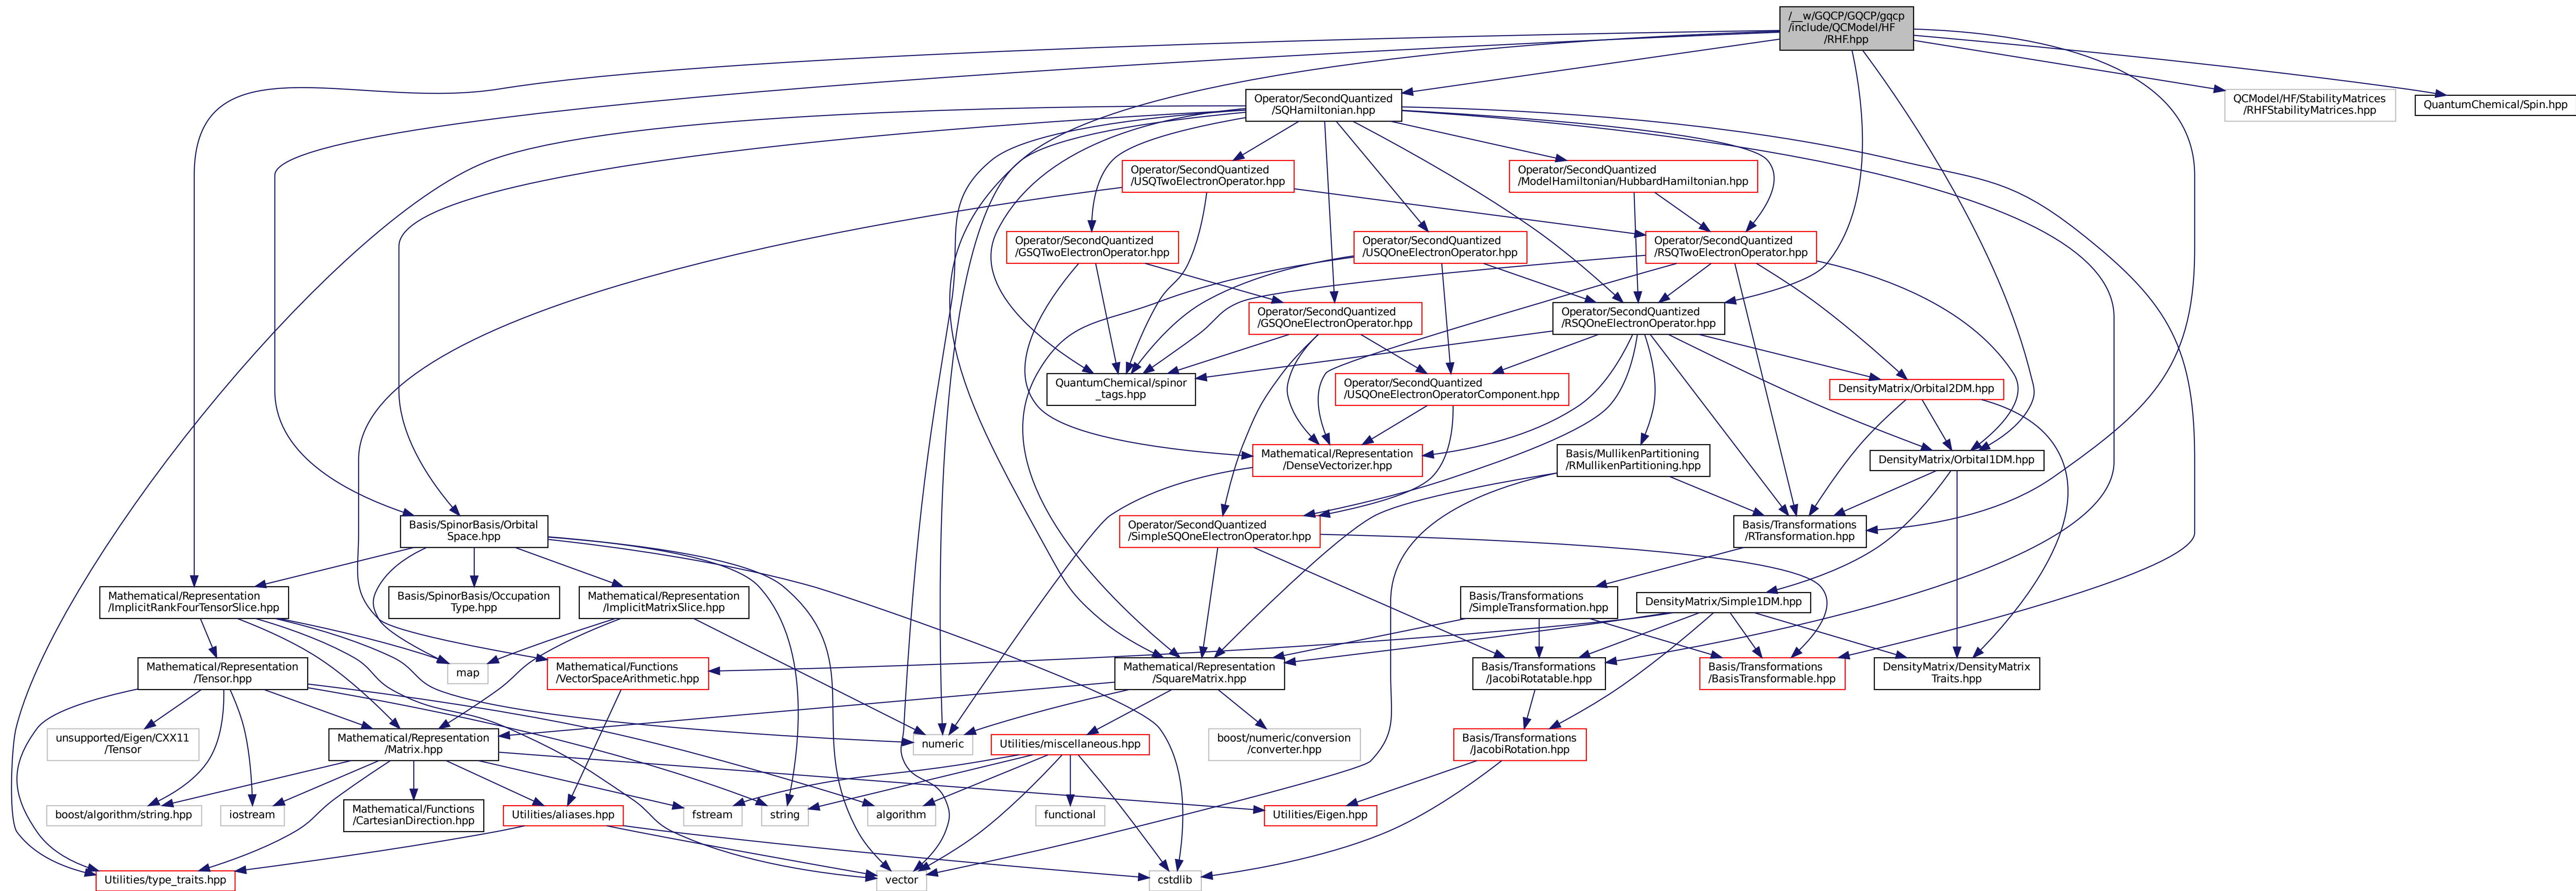 /__w/GQCP/GQCP/gqcp
/include/QCModel/HF
/RHF.hpp
Operator/SecondQuantized
/SQHamiltonian.hpp
QCModel/HF/StabilityMatrices
/RHFStabilityMatrices.hpp
QuantumChemical/Spin.hpp
Operator/SecondQuantized
/USQTwoElectronOperator.hpp
Operator/SecondQuantized
/ModelHamiltonian/HubbardHamiltonian.hpp
Operator/SecondQuantized
/GSQTwoElectronOperator.hpp
Operator/SecondQuantized
/USQOneElectronOperator.hpp
Operator/SecondQuantized
/RSQTwoElectronOperator.hpp
Operator/SecondQuantized
/GSQOneElectronOperator.hpp
Operator/SecondQuantized
/RSQOneElectronOperator.hpp
QuantumChemical/spinor
_tags.hpp
Operator/SecondQuantized
/USQOneElectronOperatorComponent.hpp
DensityMatrix/Orbital2DM.hpp
Mathematical/Representation
/DenseVectorizer.hpp
Basis/MullikenPartitioning
/RMullikenPartitioning.hpp
DensityMatrix/Orbital1DM.hpp
Basis/SpinorBasis/Orbital
Space.hpp
Operator/SecondQuantized
/SimpleSQOneElectronOperator.hpp
Basis/Transformations
/RTransformation.hpp
Mathematical/Representation
/ImplicitRankFourTensorSlice.hpp
Basis/SpinorBasis/Occupation
Type.hpp
Mathematical/Representation
/ImplicitMatrixSlice.hpp
Basis/Transformations
/SimpleTransformation.hpp
DensityMatrix/Simple1DM.hpp
Mathematical/Representation
/Tensor.hpp
map
Mathematical/Functions
/VectorSpaceArithmetic.hpp
Mathematical/Representation
/SquareMatrix.hpp
Basis/Transformations
/JacobiRotatable.hpp
Basis/Transformations
/BasisTransformable.hpp
DensityMatrix/DensityMatrix
Traits.hpp
unsupported/Eigen/CXX11
/Tensor
Mathematical/Representation
/Matrix.hpp
numeric
Utilities/miscellaneous.hpp
boost/numeric/conversion
/converter.hpp
Basis/Transformations
/JacobiRotation.hpp
boost/algorithm/string.hpp
iostream
Mathematical/Functions
/CartesianDirection.hpp
Utilities/aliases.hpp
fstream
string
algorithm
functional
Utilities/Eigen.hpp
Utilities/type_traits.hpp
vector
cstdlib